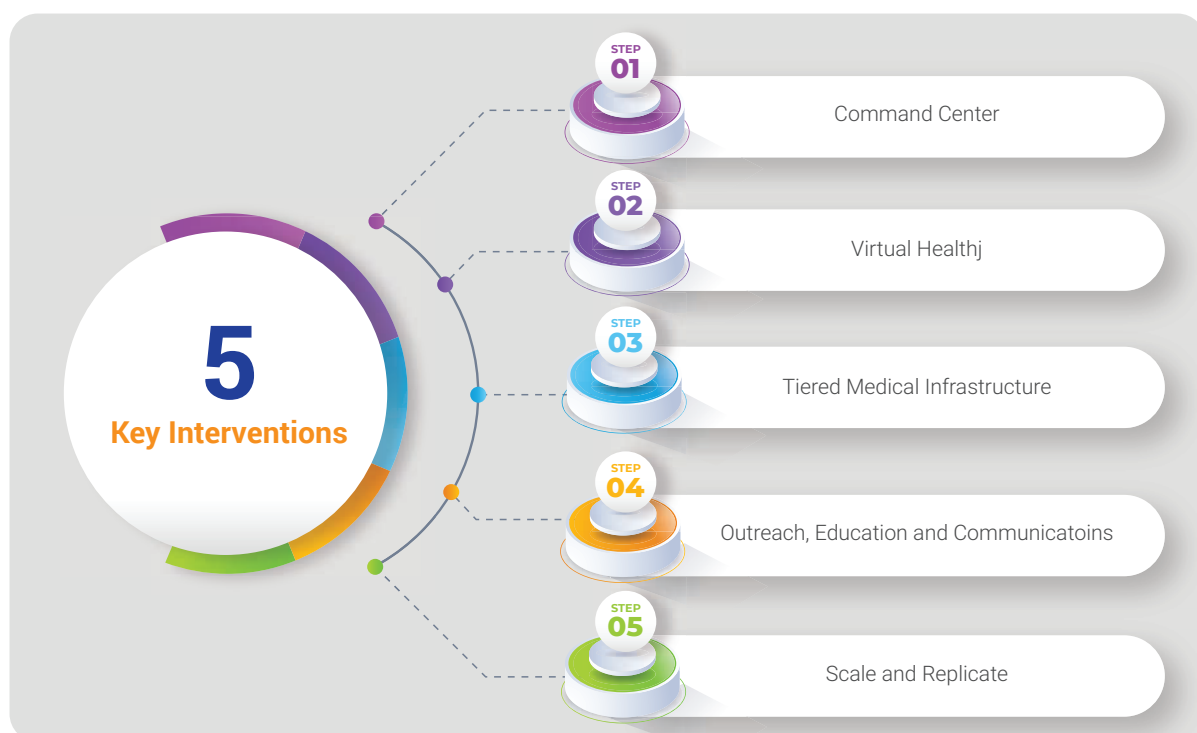 5
Key Interventions
STEP
01
Command Center
STEP
02
Virtual Healthj
STEP
03
Tiered Medical Infrastructure
STEP
04
Outreach, Education and Communicatoins
STEP
05
Scale and Replicate